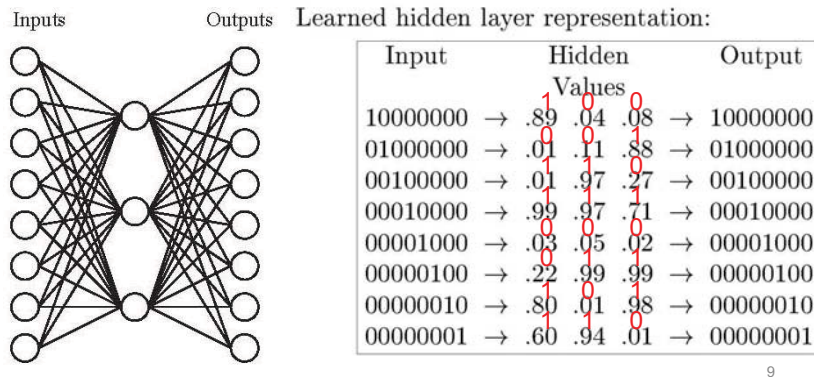 Inputs Outputs
Learned hidden layer representation:
Input Hidden Output
Values
1 0 0
10000000 → .89 .04 .08 → 10000000
0 0 1
01000000 → .01 .11 .88 → 01000000
1 1 0
00100000 → .01 .97 .27 → 00100000
1 1 1
00010000 → .99 .97 .71 → 00010000
0 0 0
00001000 → .03 .05 .02 → 00001000
0 1 1
00000100 → .22 .99 .99 → 00000100
1 0 1
00000010 → .80 .01 .98 → 00000010
1 1 0
00000001 → .60 .94 .01 → 00000001
9